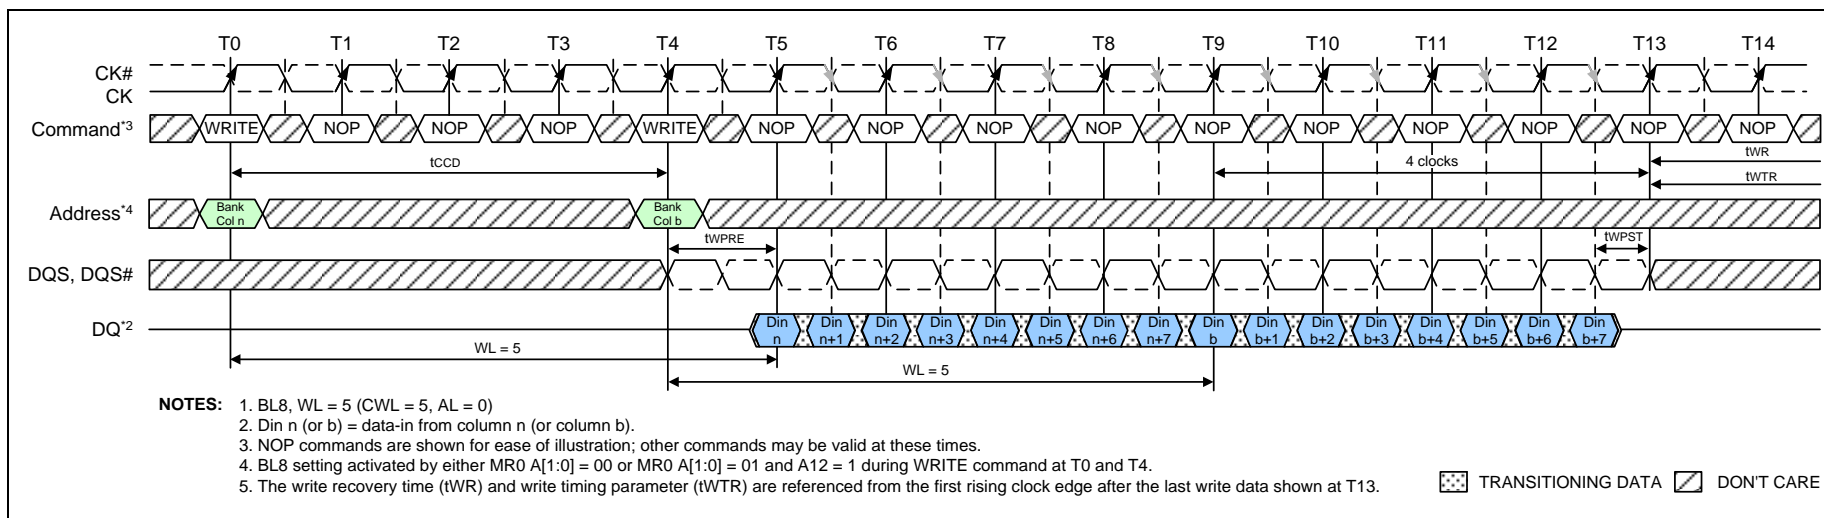 T0 T1 T2 T3 T4 T5 T6 T7 T8 T9 T10 T11 T12 T13 T14
CK#
CK
Command*3 WRITE NOP NOP NOP WRITE NOP NOP NOP NOP NOP NOP NOP NOP NOP NOP
tCCD 4 clocks tWR
tWTR
Address*4 Bank Col n Bank Col b
tWPRE tWPST
DQS, DQS#
DQ*2 Din n Din n+1 Din n+2 Din n+3 Din n+4 Din n+5 Din n+6 Din n+7 Din b Din b+1 Din b+2 Din b+3 Din b+4 Din b+5 Din b+6 Din b+7
WL = 5
WL = 5
NOTES: 1. BL8, WL = 5 (CWL = 5, AL = 0)
2. Din n (or b) = data-in from column n (or column b).
3. NOP commands are shown for ease of illustration; other commands may be valid at these times.
4. BL8 setting activated by either MR0 A[1:0] = 00 or MR0 A[1:0] = 01 and A12 = 1 during WRITE command at T0 and T4.
5. The write recovery time (tWR) and write timing parameter (tWTR) are referenced from the first rising clock edge after the last write data shown at T13.
TRANSITIONING DATA DON'T CARE